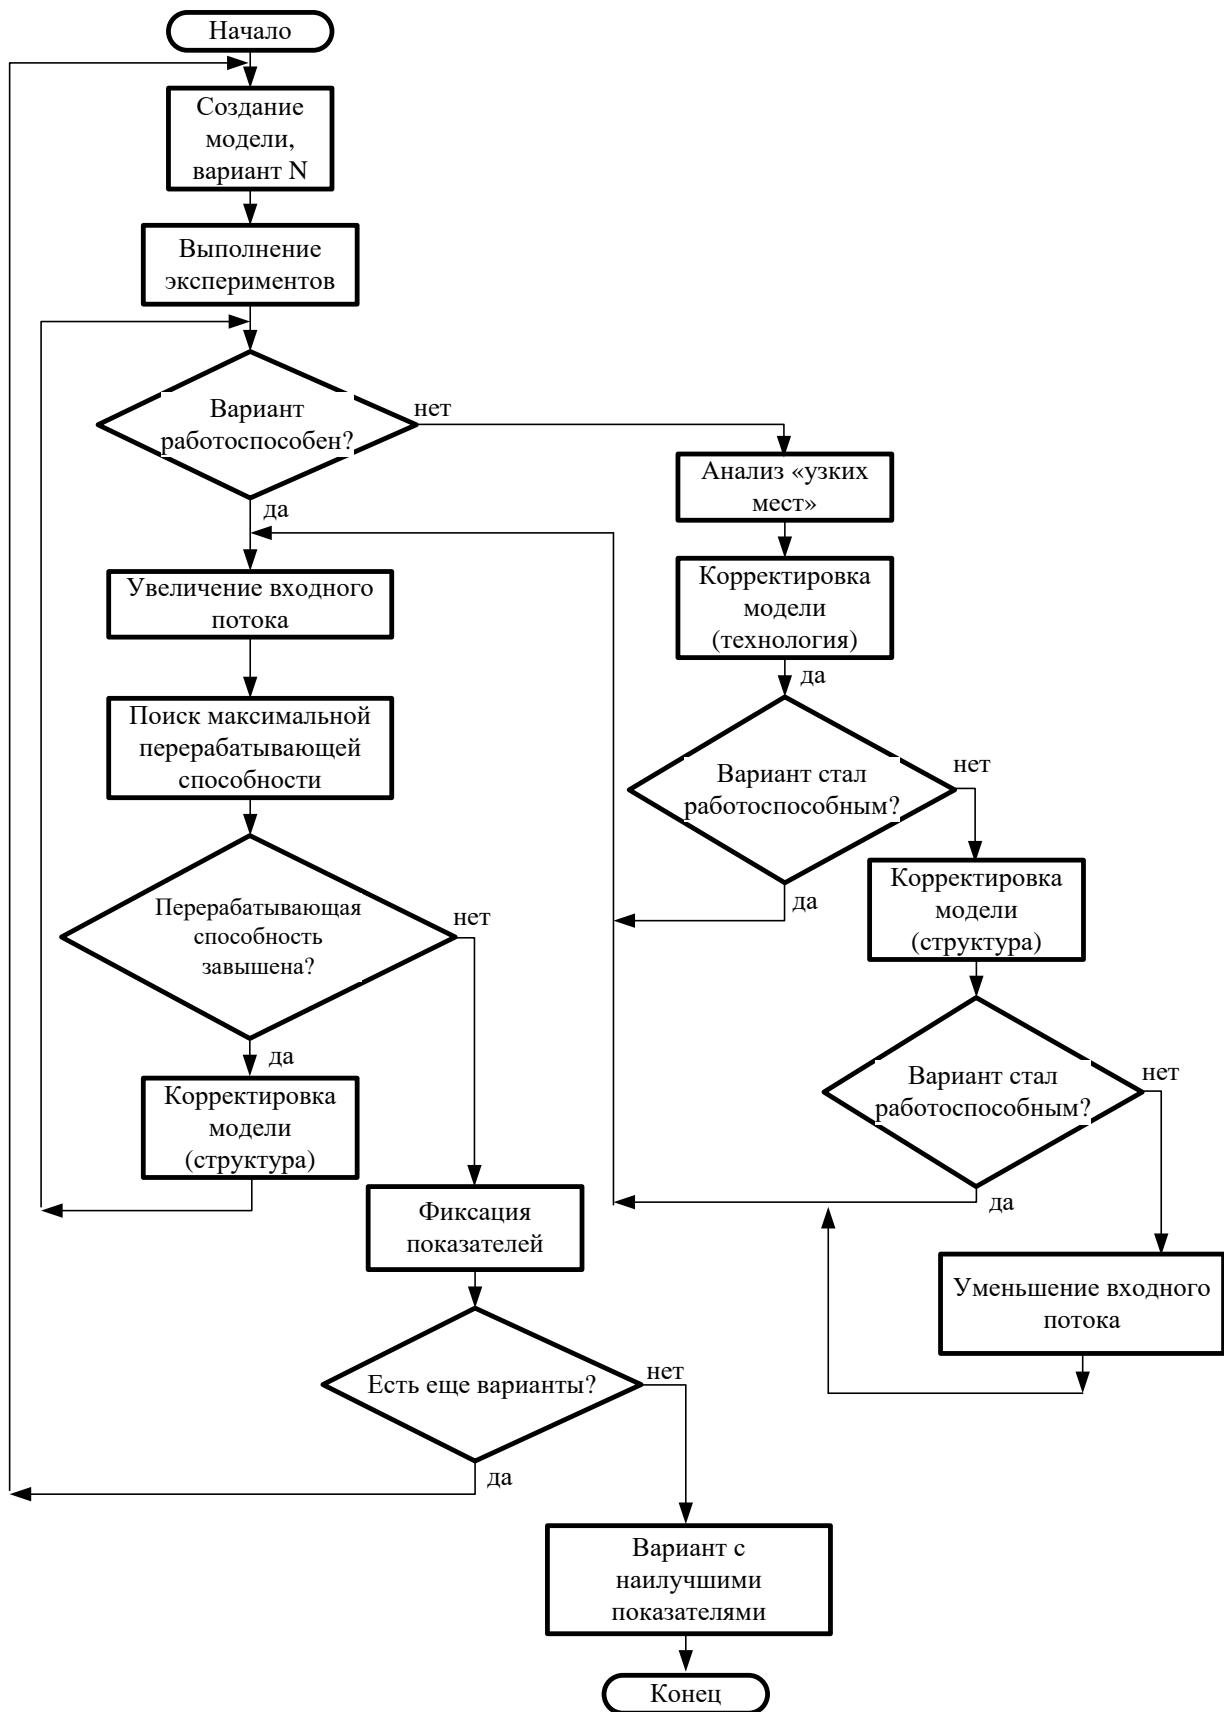 Начало
Создание
модели,
вариант N
Выполнение
экспериментов
Вариант
работоспособен?
нет
да
Анализ «узких
мест»
Корректировка
модели
(технология)
да
Увеличение входного
потока
Поиск максимальной
перерабатывающей
способности
Вариант стал
работоспособным?
нет
да
Корректировка
модели
(структура)
Перерабатывающая
способность
завышена?
нет
да
Корректировка
модели
(структура)
Вариант стал
работоспособным?
нет
да
Фиксация
показателей
Уменьшение входного
потока
Есть еще варианты?
нет
да
Вариант с
наилучшими
показателями
Конец